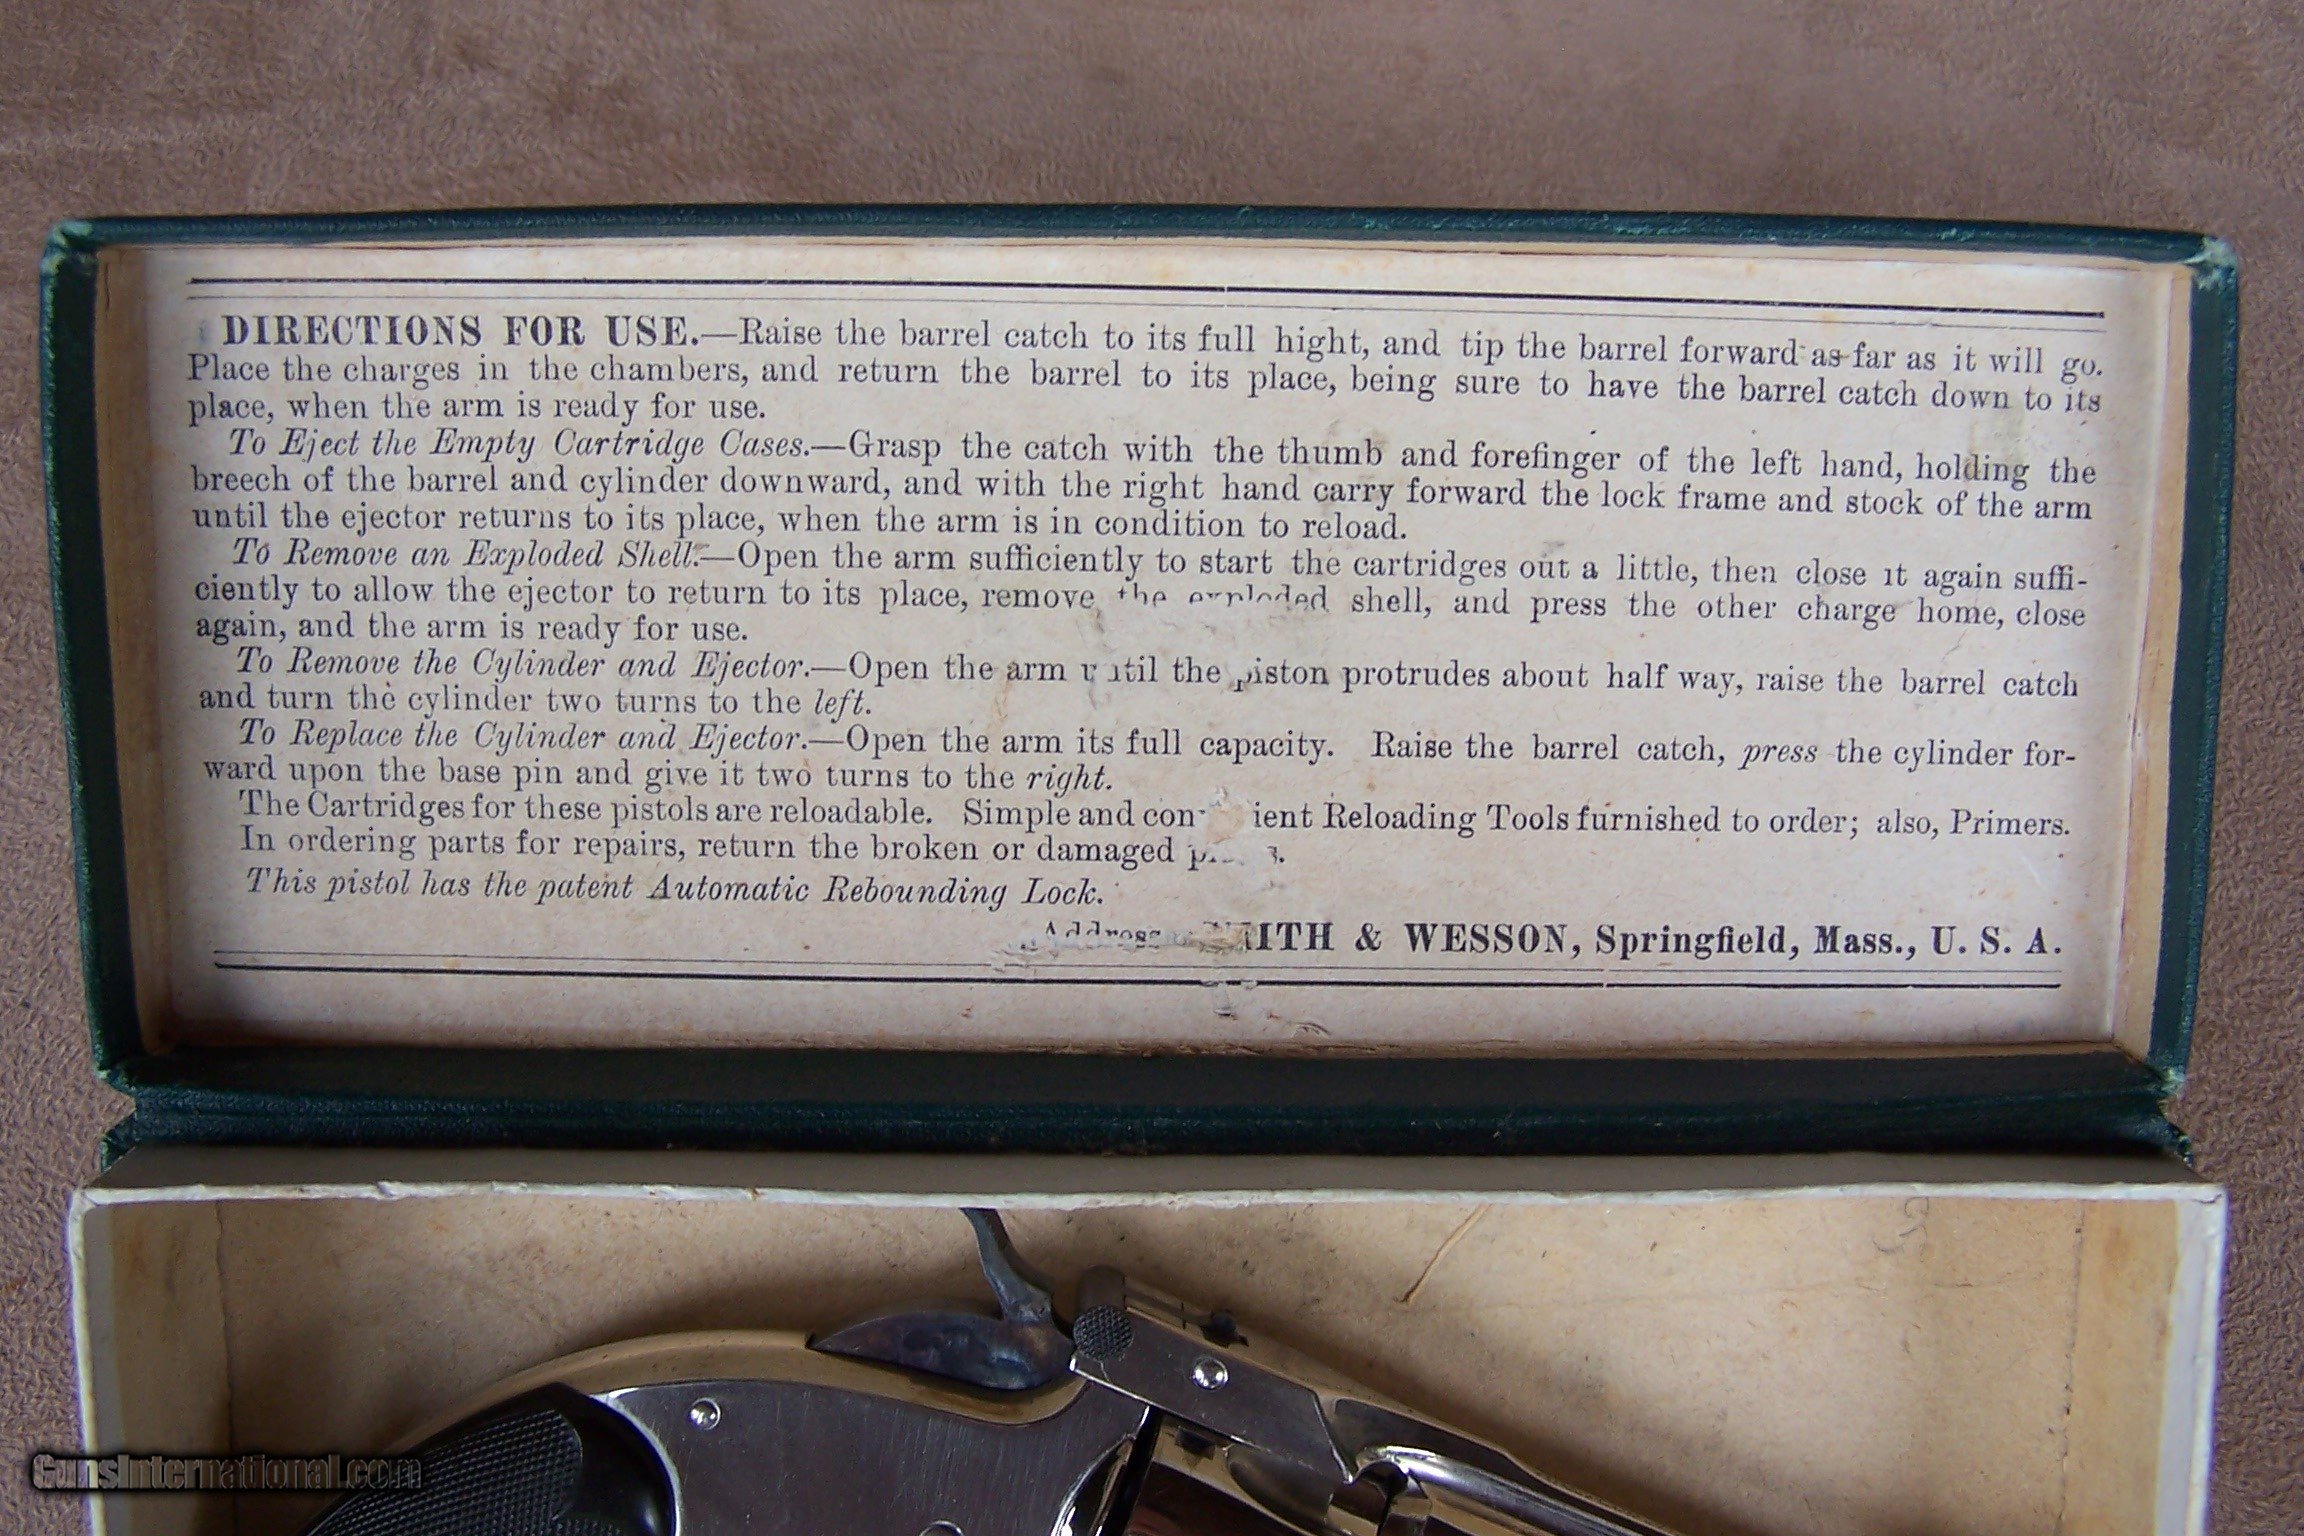 DIRECTIONS FOR USE.—Raise the barrel catch to its full hight, and tip the barrel forward as far as it will go.
Place the charges in the chambers, and return the barrel to its place, being sure to have the barrel catch down to its
place, when the arm is ready for use.
To Eject the Empty Cartridge Cases.—Grasp the catch with the thumb and forefinger of the left hand, holding the
breech of the barrel and cylinder downward, and with the right hand carry forward the lock frame and stock of the arm
until the ejector returns to its place, when the arm is in condition to reload.
To Remove an Exploded Shell.—Open the arm sufficiently to start the cartridges out a little, then close it again suffi-
ciently to allow the ejector to return to its place, remove the exploded shell, and press the other charge home, close
again, and the arm is ready for use.
To Remove the Cylinder and Ejector.—Open the arm until the piston protrudes about half way, raise the barrel catch
and turn the cylinder two turns to the left.
To Replace the Cylinder and Ejector.—Open the arm its full capacity. Raise the barrel catch, press the cylinder for-
ward upon the base pin and give it two turns to the right.
The Cartridges for these pistols are reloadable. Simple and con ient Reloading Tools furnished to order; also, Primers.
In ordering parts for repairs, return the broken or damaged
This pistol has the patent Automatic Rebounding Lock.
Address SMITH & WESSON, Springfield, Mass., U. S. A.
GunsInternational.com